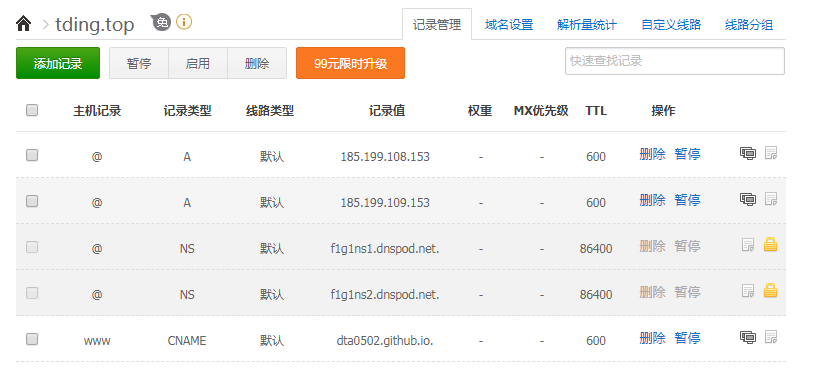 tding.top 免 记录管理 域名设置 解析量统计 自定义线路 线路分组
添加记录 暂停 启用 删除 99元限时升级 快速查找记录
主机记录 记录类型 线路类型 记录值 权重 MX优先级 TTL 操作
@ A 默认 185.199.108.153 - - 600 删除 暂停
@ A 默认 185.199.109.153 - - 600 删除 暂停
@ NS 默认 f1g1ns1.dnspod.net. - - 86400 删除 暂停
@ NS 默认 f1g1ns2.dnspod.net. - - 86400 删除 暂停
www CNAME 默认 dta0502.github.io. - - 600 删除 暂停